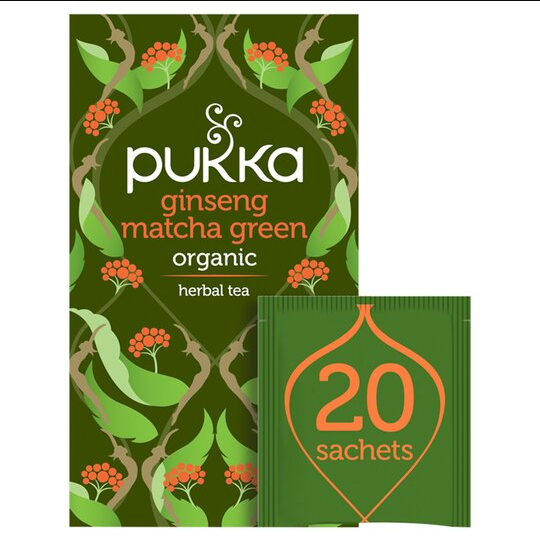 pukka
ginseng
matcha green
organic
herbal tea
20
sachets